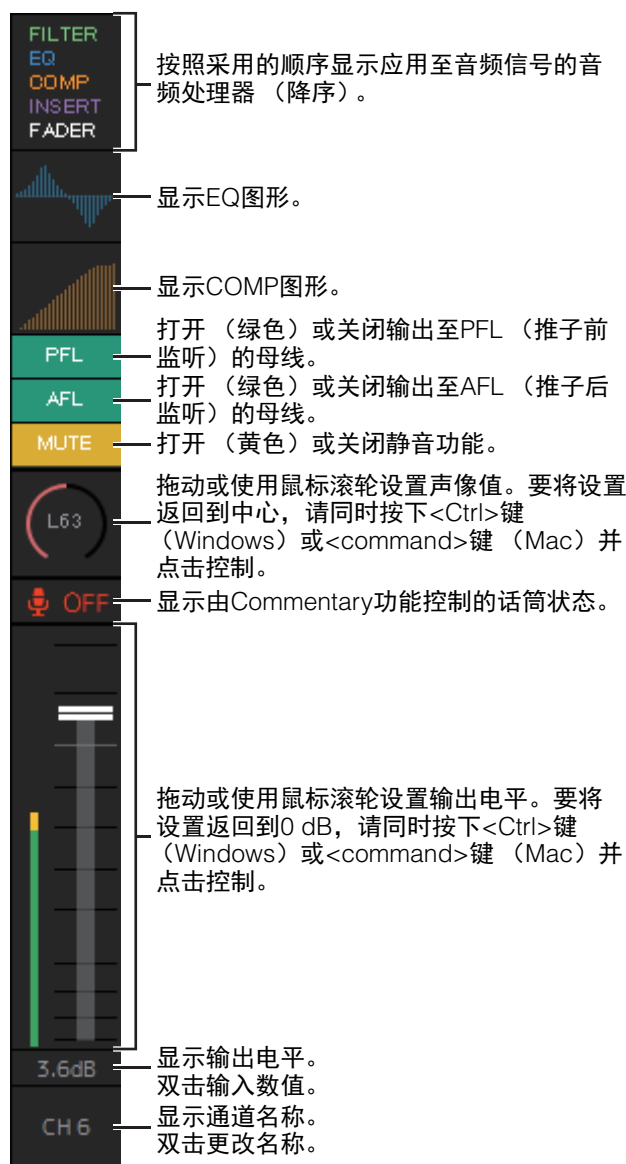 FILTER
EQ
COMP
INSERT
FADER
按照采用的顺序显示应用至音频信号的音
频处理器 （降序）。
显示EQ图形。
显示COMP图形。
PFL
打开 （绿色）或关闭输出至PFL （推子前
监听）的母线。
AFL
打开 （绿色）或关闭输出至AFL （推子后
监听）的母线。
MUTE
打开 （黄色）或关闭静音功能。
L63
拖动或使用鼠标滚轮设置声像值。要将设置
返回到中心，请同时按下<Ctrl>键
（Windows）或<command>键 （Mac）并
点击控制。
OFF
显示由Commentary功能控制的话筒状态。
拖动或使用鼠标滚轮设置输出电平。要将
设置返回到0 dB，请同时按下<Ctrl>键
（Windows）或<command>键 （Mac）并
点击控制。
3.6dB
显示输出电平。
双击输入数值。
CH 6
显示通道名称。
双击更改名称。